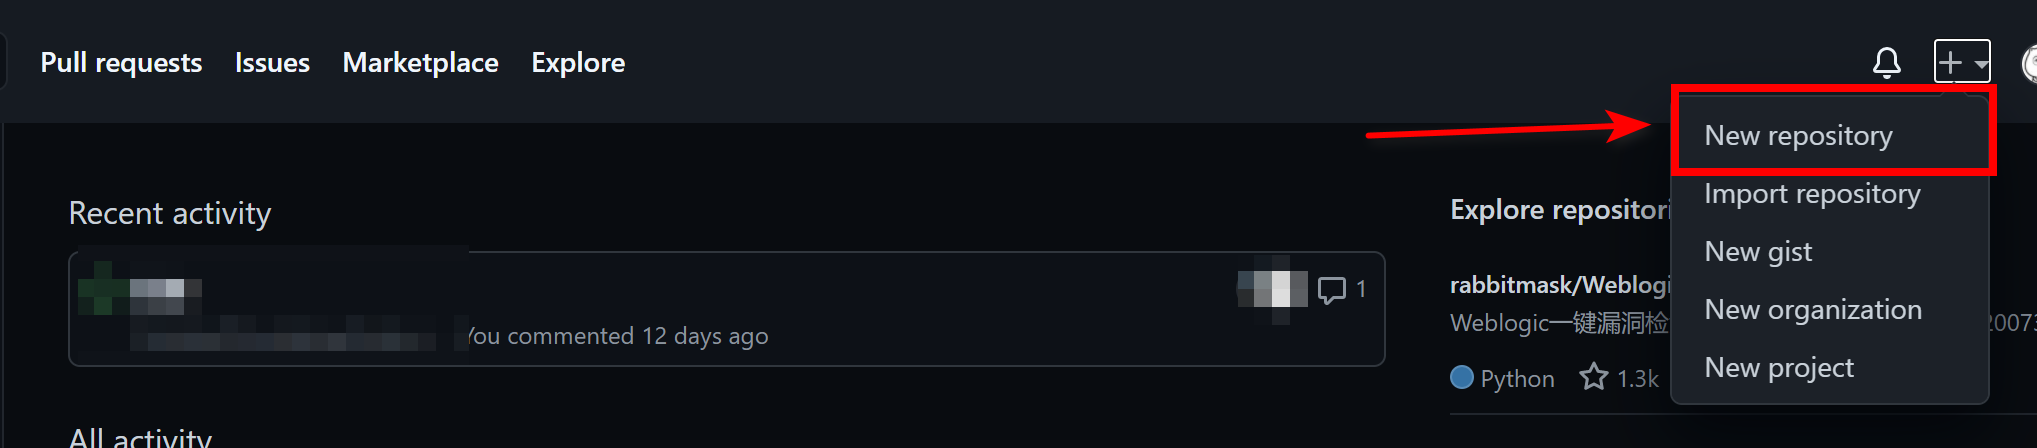 Pull requests Issues Marketplace Explore
New repository
Import repository
New gist
New organization
New project
Recent activity
1
You commented 12 days ago
All activity
Explore repositori
rabbitmask/Weblogi
Weblogic一键漏洞检 20073
Python 1.3k